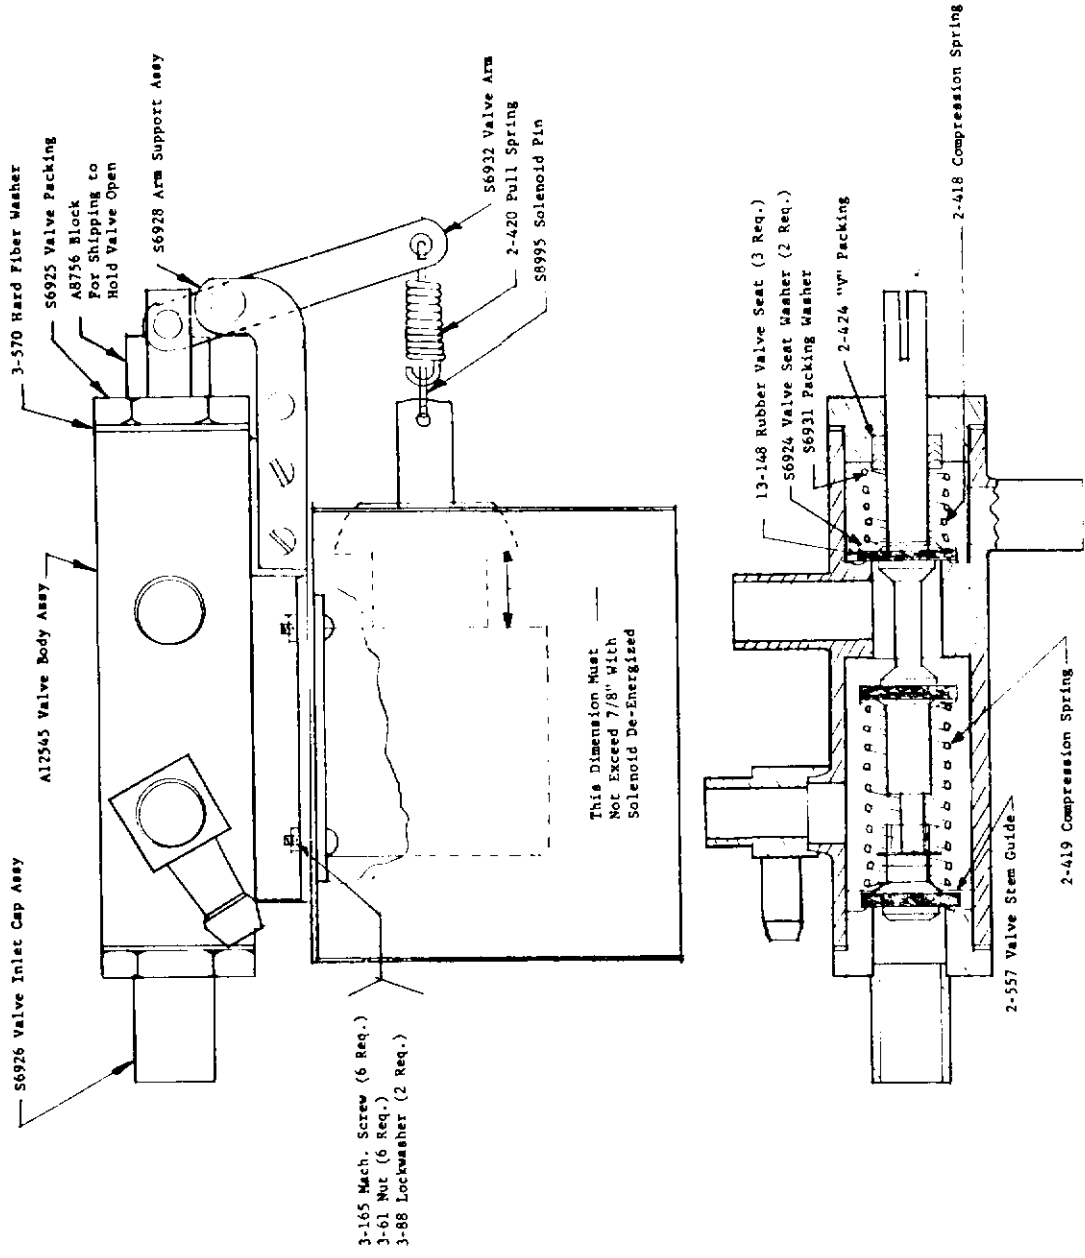 S6926 Valve Inlet Cap Assy
A12545 Valve Body Assy
3-570 Hard Fiber Washer
S6925 Valve Packing
A8756 Block
For Shipping to
Hold Valve Open
S6928 Arm Support Assy
S6932 Valve Arm
2-420 Pull Spring
S8995 Solenoid Pin
3-165 Mach. Screw (6 Req.)
3-61 Nut (6 Req.)
3-88 Lockwasher (2 Req.)
This Dimension Must
Not Exceed 7/8" With
Solenoid De-Energized
13-148 Rubber Valve Seat (3 Req.)
S6924 Valve Seat Washer (2 Req.)
S6931 Packing Washer
2-474 "V" Packing
2-418 Compression Spring
2-557 Valve Stem Guide
2-419 Compression Spring